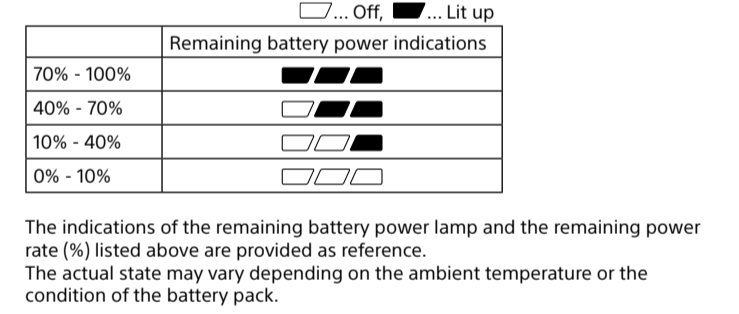 ... Off, ... Lit up
Remaining battery power indications
70% - 100%
40% - 70%
10% - 40%
0% - 10%
The indications of the remaining battery power lamp and the remaining power
rate (%) listed above are provided as reference.
The actual state may vary depending on the ambient temperature or the
condition of the battery pack.